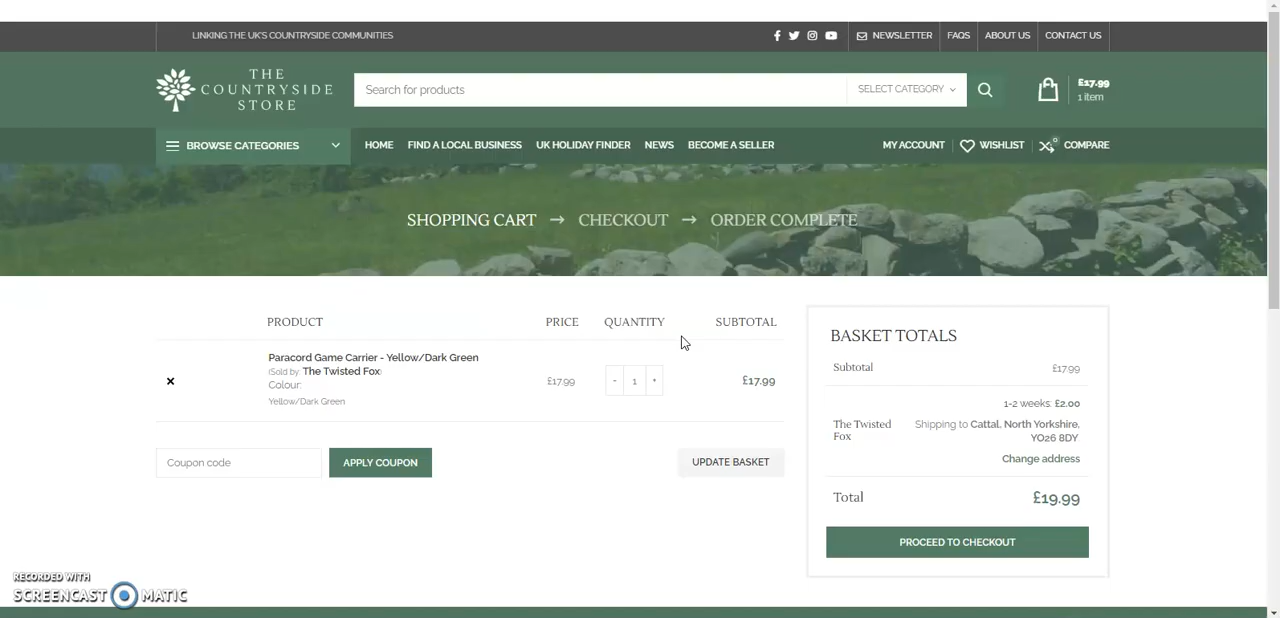 LINKING THE UK'S COUNTRYSIDE COMMUNITIES
NEWSLETTER
FAQS
ABOUT US
CONTACT US
THE
COUNTRYSIDE
STORE
Search for products
SELECT CATEGORY
£17.99
1 item
BROWSE CATEGORIES
HOME
FIND A LOCAL BUSINESS
UK HOLIDAY FINDER
NEWS
BECOME A SELLER
MY ACCOUNT
WISHLIST
0
COMPARE
SHOPPING CART → CHECKOUT → ORDER COMPLETE
PRODUCT PRICE QUANTITY SUBTOTAL
Paracord Game Carrier - Yellow/Dark Green
(Sold by: The Twisted Fox)
Colour:
Yellow/Dark Green
£17.99
- 1 +
£17.99
Coupon code
APPLY COUPON
UPDATE BASKET
BASKET TOTALS
Subtotal £17.99
The Twisted
Fox
1-2 weeks: £2.00
Shipping to Cattal, North Yorkshire,
YO26 8DY.
Change address
Total £19.99
PROCEED TO CHECKOUT
RECORDED WITH
SCREENCAST MATIC